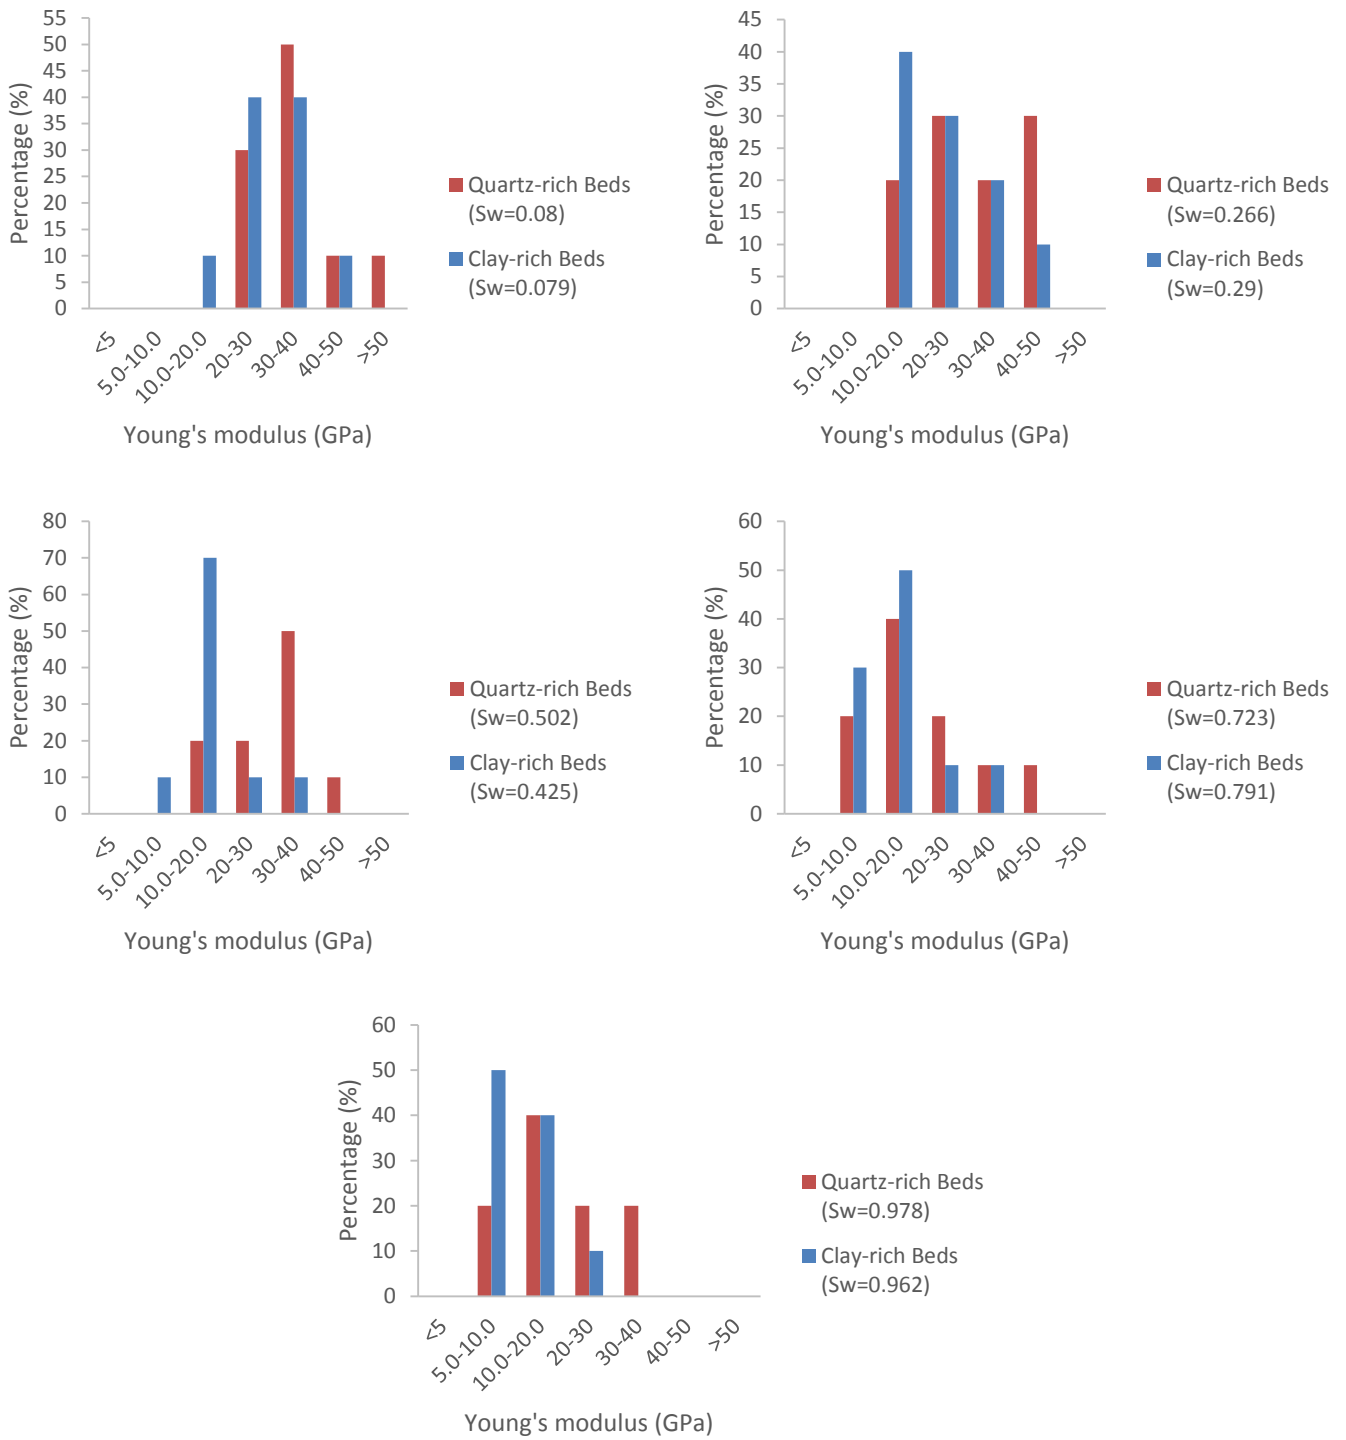 55
50
45
40
35
30
25
20
15
10
5
0
Percentage (%)
<5
5.0-10.0
10.0-20.0
20-30
30-40
40-50
>50
Young's modulus (GPa)
Quartz-rich Beds
(Sw=0.08)
Clay-rich Beds
(Sw=0.079)
45
40
35
30
25
20
15
10
5
0
Percentage (%)
<5
5.0-10.0
10.0-20.0
20-30
30-40
40-50
>50
Young's modulus (GPa)
Quartz-rich Beds
(Sw=0.266)
Clay-rich Beds
(Sw=0.29)
80
70
60
50
40
30
20
10
0
Percentage (%)
<5
5.0-10.0
10.0-20.0
20-30
30-40
40-50
>50
Young's modulus (GPa)
Quartz-rich Beds
(Sw=0.502)
Clay-rich Beds
(Sw=0.425)
60
50
40
30
20
10
0
Percentage (%)
<5
5.0-10.0
10.0-20.0
20-30
30-40
40-50
>50
Young's modulus (GPa)
Quartz-rich Beds
(Sw=0.723)
Clay-rich Beds
(Sw=0.791)
60
50
40
30
20
10
0
Percentage (%)
<5
5.0-10.0
10.0-20.0
20-30
30-40
40-50
>50
Young's modulus (GPa)
Quartz-rich Beds
(Sw=0.978)
Clay-rich Beds
(Sw=0.962)